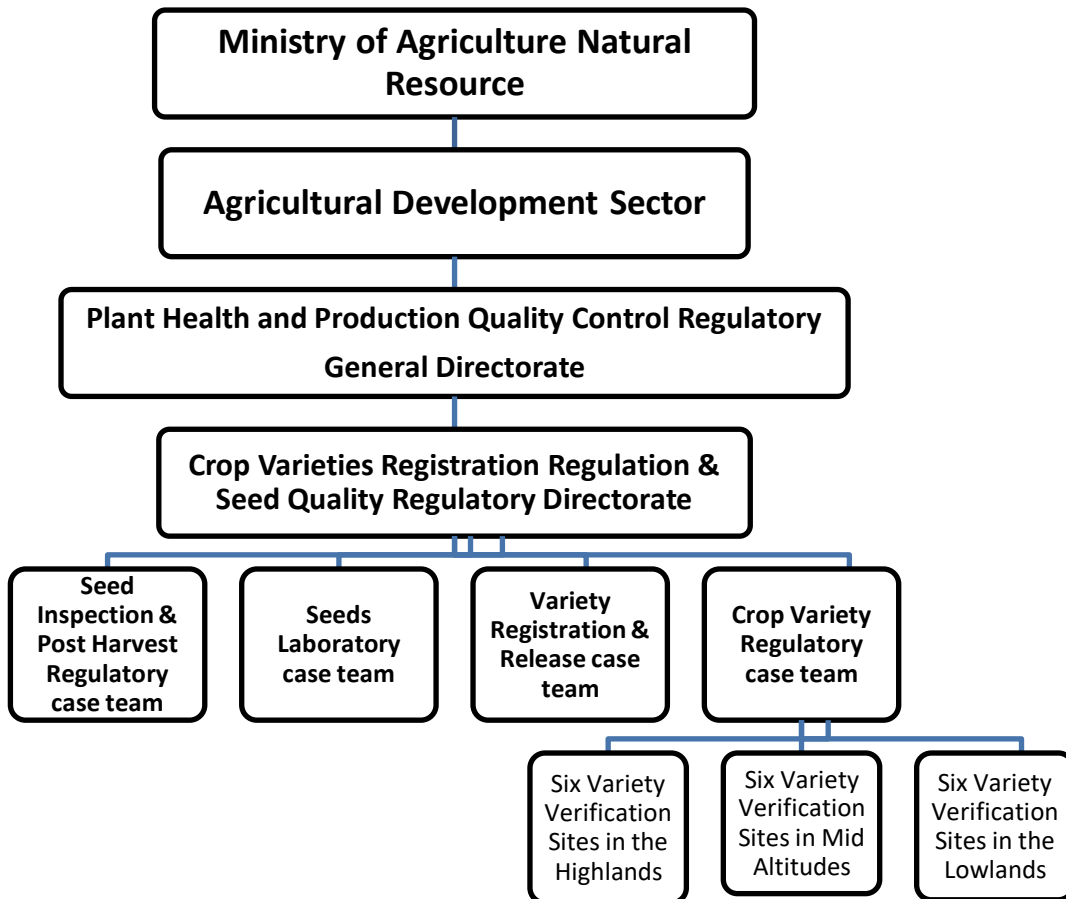 Ministry of Agriculture Natural
Resource
Agricultural Development Sector
Plant Health and Production Quality Control Regulatory
General Directorate
Crop Varieties Registration Regulation &
Seed Quality Regulatory Directorate
Seed
Inspection &
Post Harvest
Regulatory
case team
Seeds
Laboratory
case team
Variety
Registration &
Release case
team
Crop Variety
Regulatory
case team
Six Variety
Verification
Sites in the
Highlands
Six Variety
Verification
Sites in Mid
Altitudes
Six Variety
Verification
Sites in the
Lowlands